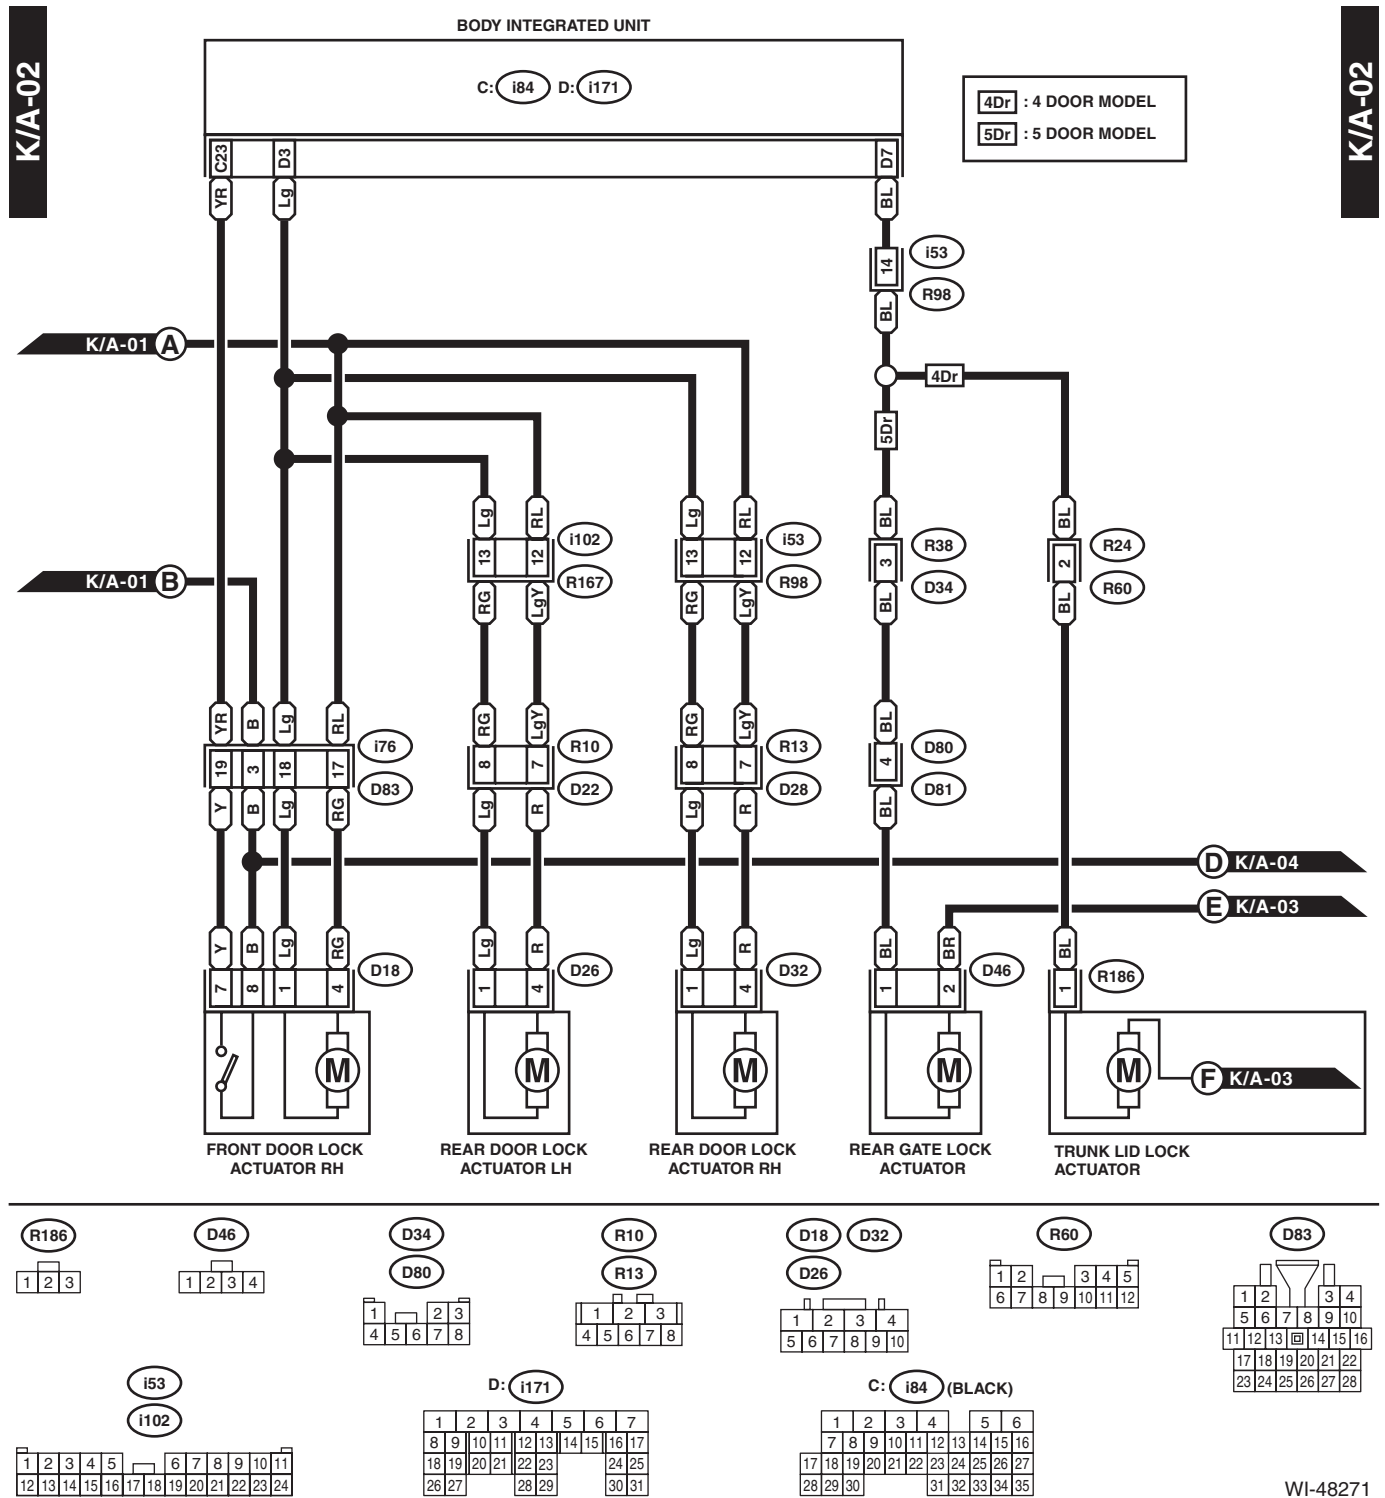 K/A-02
K/A-02
BODY INTEGRATED UNIT
C: i84 D: i171
4Dr : 4 DOOR MODEL
5Dr : 5 DOOR MODEL
C23 D3 D7
YR Lg BL
14 i53
R98
BL
K/A-01 A
4Dr
5Dr
Lg RL Lg RL BL BL
13 12 i102 13 12 i53 3 R38 2 R24
R167 R98 D34 R60
K/A-01 B
RG LgY RG LgY BL BL
YR B Lg RL RG LgY RG LgY BL
19 3 18 17 i76 8 7 R10 8 7 R13 4 D80
D83 D22 D28 D81
Y B Lg RG Lg R Lg R BL
D K/A-04
E K/A-03
Y B Lg RG Lg R Lg R BL BR BL
7 8 1 4 D18 1 4 D26 1 4 D32 1 2 D46 1 R186
M M M M M F K/A-03
FRONT DOOR LOCK
ACTUATOR RH
REAR DOOR LOCK
ACTUATOR LH
REAR DOOR LOCK
ACTUATOR RH
REAR GATE LOCK
ACTUATOR
TRUNK LID LOCK
ACTUATOR
R186
1 2 3
D46
1 2 3 4
D34
D80
1 2 3
4 5 6 7 8
R10
R13
1 2 3
4 5 6 7 8
D18 D32
D26
1 2 3 4
5 6 7 8 9 10
R60
1 2 3 4 5
6 7 8 9 10 11 12
D83
1 2 3 4
5 6 7 8 9 10
11 12 13 14 15 16
17 18 19 20 21 22
23 24 25 26 27 28
i53
i102
1 2 3 4 5 6 7 8 9 10 11
12 13 14 15 16 17 18 19 20 21 22 23 24
D: i171
1 2 3 4 5 6 7
8 9 10 11 12 13 14 15 16 17
18 19 20 21 22 23 24 25
26 27 28 29 30 31
C: i84 (BLACK)
1 2 3 4 5 6
7 8 9 10 11 12 13 14 15 16
17 18 19 20 21 22 23 24 25 26 27
28 29 30 31 32 33 34 35
WI-48271